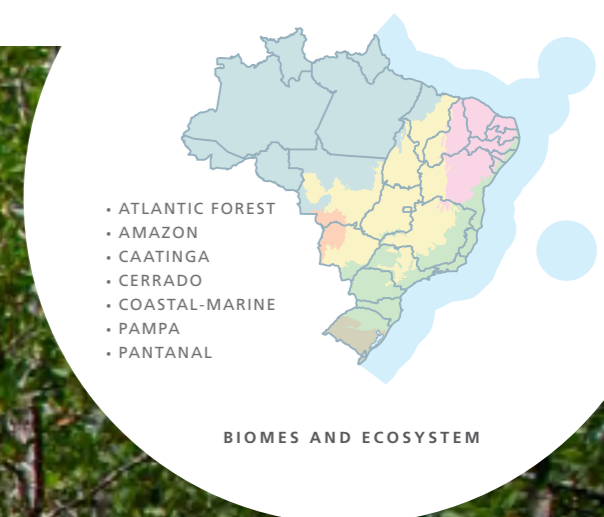 • ATLANTIC FOREST
• AMAZON
• CAATINGA
• CERRADO
• COASTAL-MARINE
• PAMPA
• PANTANAL
BIOMES AND ECOSYSTEM